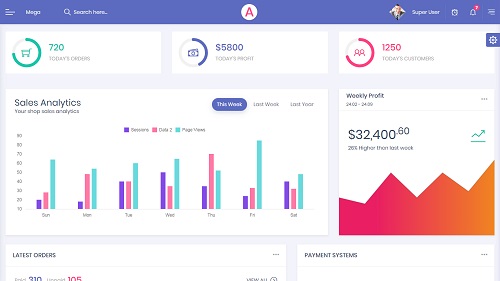 Mega
Search here..
A
Super User
7
720
TODAY'S ORDERS
$5800
TODAY'S PROFIT
1250
TODAY'S CUSTOMERS
Sales Analytics
Your shop sales analytics
This Week
Last Week
Last Year
Sessions
Data 2
Page Views
90
80
70
60
50
40
30
20
10
Sun
Mon
Tue
Wed
Thu
Fri
Sat
Weekly Profit
24.02 - 24.09
$32,400.60
26% Higher than last week
LATEST ORDERS
PAYMENT SYSTEMS
Paid 310 Unpaid 105
VIEW ALL